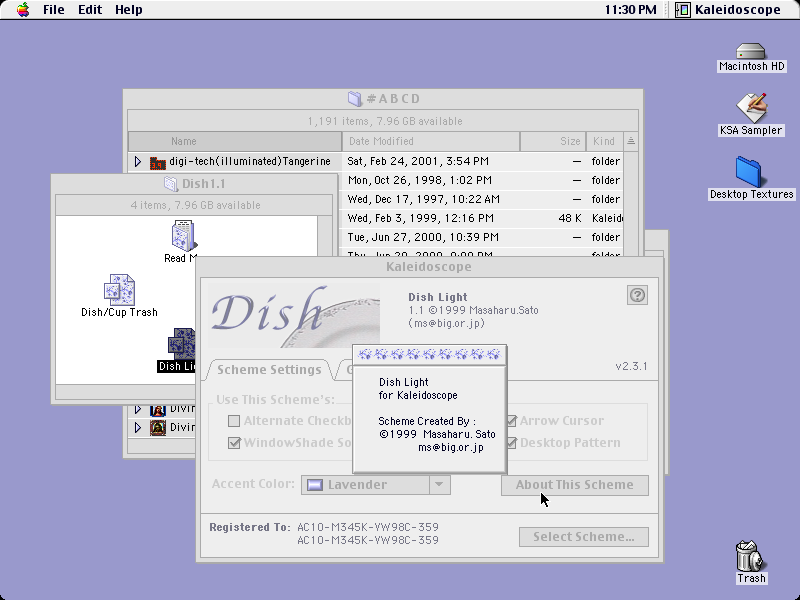 File Edit Help
11:30 PM
Kaleidoscope
Macintosh HD
KSA Sampler
Desktop Textures
Trash
#ABCD
1,191 items, 7.96 GB available
Name Date Modified Size Kind
digi-tech(illuminated)Tangerine Sat, Feb 24, 2001, 3:54 PM — folder
Mon, Oct 26, 1998, 1:02 PM — folder
Wed, Dec 17, 1997, 10:22 AM — folder
Wed, Feb 3, 1999, 12:16 PM 48 K Kaleid
Tue, Jun 27, 2000, 10:39 PM — folder
Divin
Divin
Dish1.1
4 items, 7.96 GB available
Read M
Dish/Cup Trash
Dish Li
Kaleidoscope
Dish
Dish Light
1.1 ©1999 Masaharu.Sato
(ms@big.or.jp)
v2.3.1
Scheme Settings
Use This Scheme's:
Alternate Checkb
Arrow Cursor
WindowShade So
Desktop Pattern
Accent Color: Lavender
About This Scheme
Registered To: AC10-M345K-YW98C-359
AC10-M345K-YW98C-359
Select Scheme...
Dish Light
for Kaleidoscope
Scheme Created By :
©1999 Masaharu. Sato
ms@big.or.jp